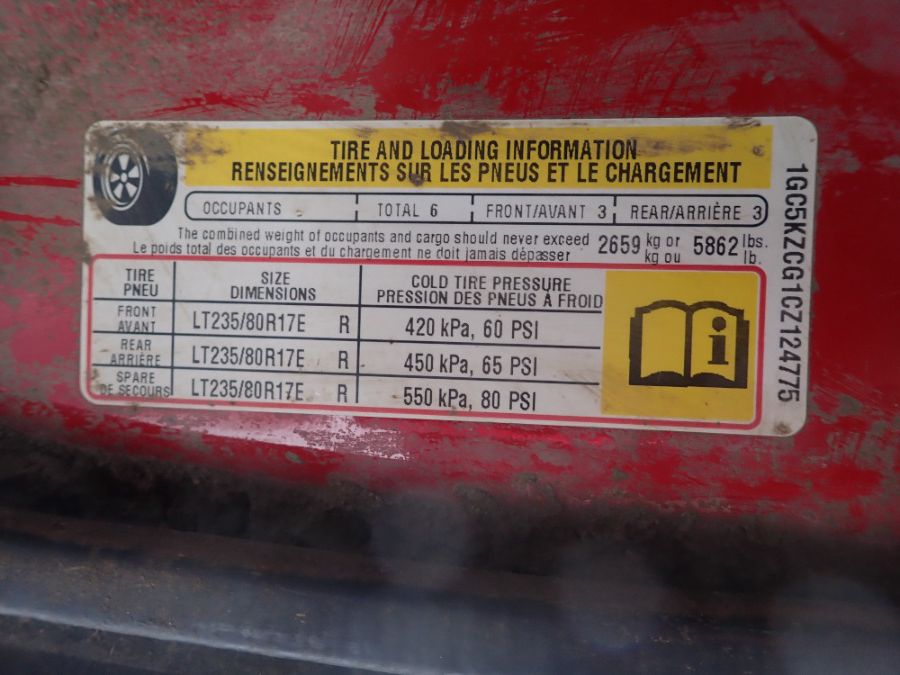 TIRE AND LOADING INFORMATION
RENSEIGNEMENTS SUR LES PNEUS ET LE CHARGEMENT
OCCUPANTS TOTAL 6 FRONT/AVANT 3 REAR/ARRIÈRE 3
The combined weight of occupants and cargo should never exceed 2659 kg or 5862 lbs.
Le poids total des occupants et du chargement ne doit jamais dépasser kg ou lb.
TIRE SIZE COLD TIRE PRESSURE
PNEU DIMENSIONS PRESSION DES PNEUS À FROID
FRONT
AVANT LT235/80R17E R 420 kPa, 60 PSI
REAR
ARRIÈRE LT235/80R17E R 450 kPa, 65 PSI
SPARE
DE SECOURS LT235/80R17E R 550 kPa, 80 PSI
i
1GC5KZCG1CZ124775